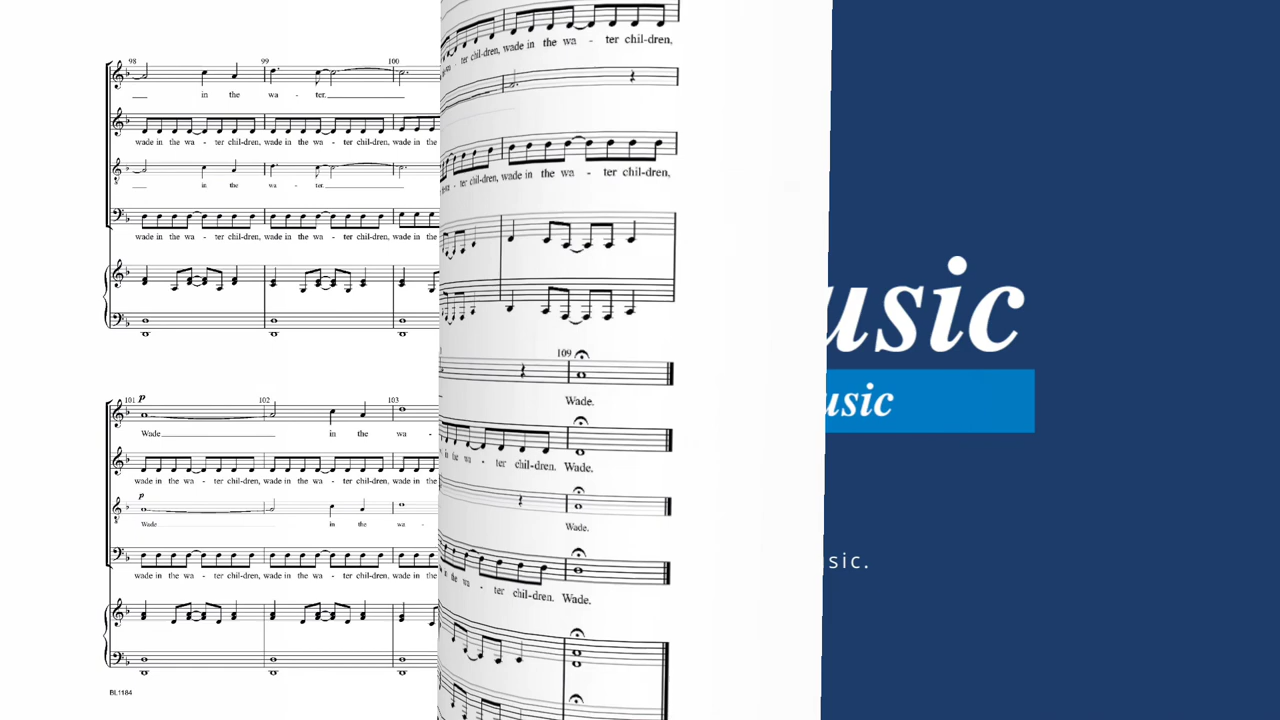 98 99 100
in the wa - ter.
wade in the wa - ter chil-dren, wade in the wa - ter chil-dren, wade in the
in the wa - ter.
wade in the wa - ter chil-dren, wade in the wa - ter chil-dren, wade in the
101 p 102 103
Wade in the wa -
wade in the wa - ter chil-dren, wade in the wa - ter chil-dren, wade in the
p
Wade in the wa -
wade in the wa - ter chil-dren, wade in the wa - ter chil-dren, wade in the
BL1184
ter chil-dren, wade in the wa - ter chil-dren,
ter chil-dren, wade in the wa - ter chil-dren,
109
Wade.
in the wa - ter chil-dren. Wade.
Wade.
in the wa - ter chil-dren. Wade.
usic
usic
sic.